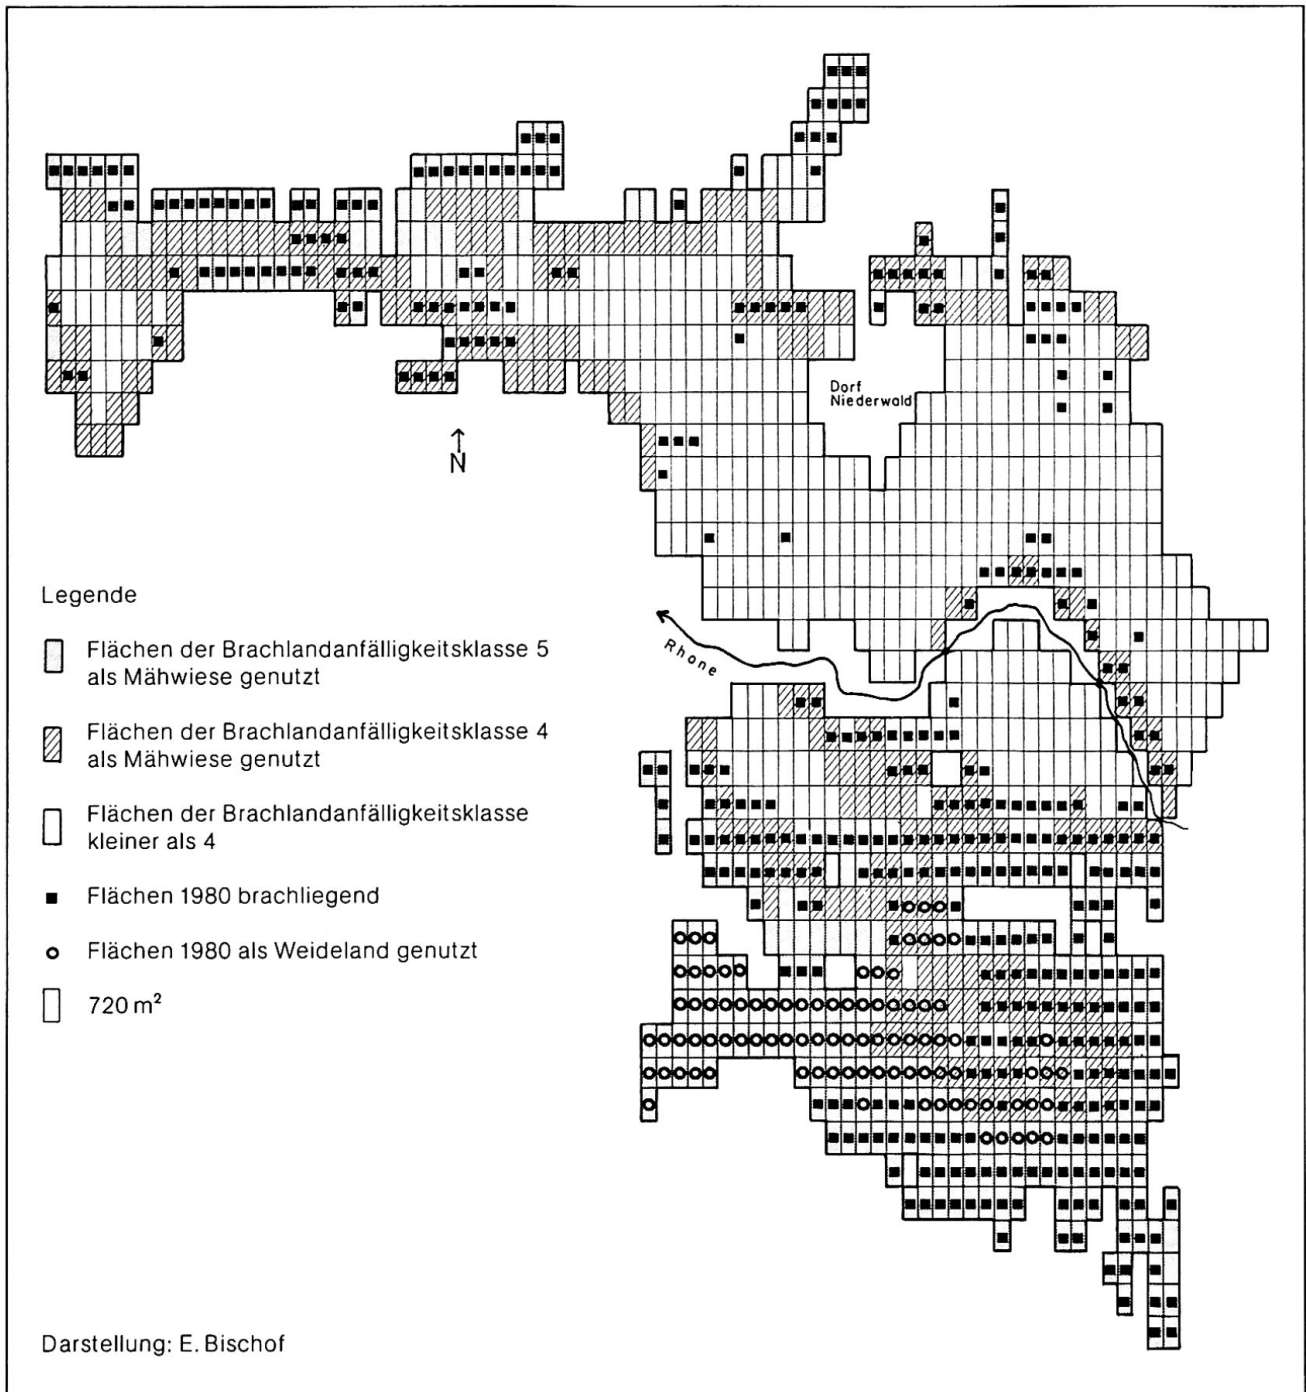 Dorf
Niederwald
N
Rhone
Legende
Flächen der Brachlandanfälligkeitsklasse 5
als Mähwiese genutzt
Flächen der Brachlandanfälligkeitsklasse 4
als Mähwiese genutzt
Flächen der Brachlandanfälligkeitsklasse
kleiner als 4
Flächen 1980 brachliegend
Flächen 1980 als Weideland genutzt
720 m²
Darstellung: E. Bischof